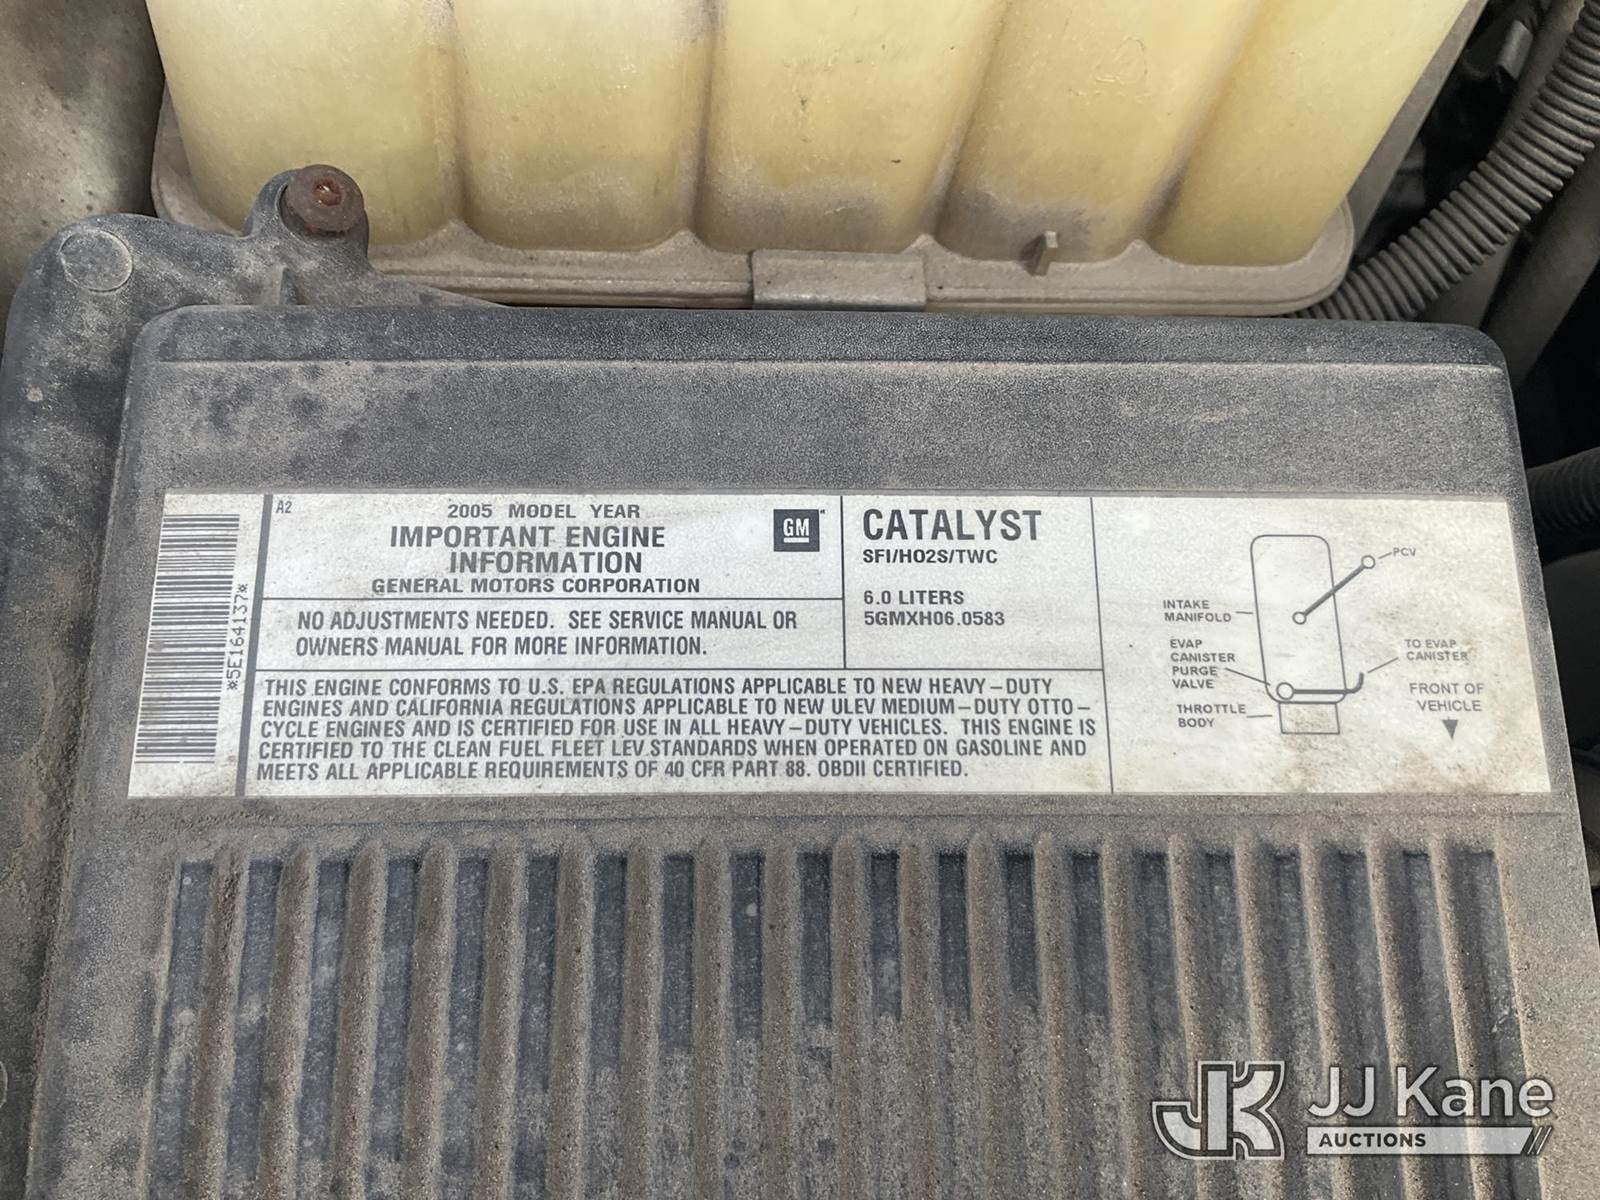 A2
2005 MODEL YEAR
IMPORTANT ENGINE
INFORMATION
GENERAL MOTORS CORPORATION
GM
NO ADJUSTMENTS NEEDED. SEE SERVICE MANUAL OR
OWNERS MANUAL FOR MORE INFORMATION.
CATALYST
SFI/HO2S/TWC
6.0 LITERS
5GMXH06.0583
THIS ENGINE CONFORMS TO U.S. EPA REGULATIONS APPLICABLE TO NEW HEAVY-DUTY
ENGINES AND CALIFORNIA REGULATIONS APPLICABLE TO NEW ULEV MEDIUM-DUTY OTTO-
CYCLE ENGINES AND IS CERTIFIED FOR USE IN ALL HEAVY-DUTY VEHICLES. THIS ENGINE IS
CERTIFIED TO THE CLEAN FUEL FLEET LEV STANDARDS WHEN OPERATED ON GASOLINE AND
MEETS ALL APPLICABLE REQUIREMENTS OF 40 CFR PART 88. OBDII CERTIFIED.
*5E164137*
PCV
INTAKE
MANIFOLD
EVAP
CANISTER
PURGE
VALVE
THROTTLE
BODY
TO EVAP
CANISTER
FRONT OF
VEHICLE
JK
JJ Kane
AUCTIONS